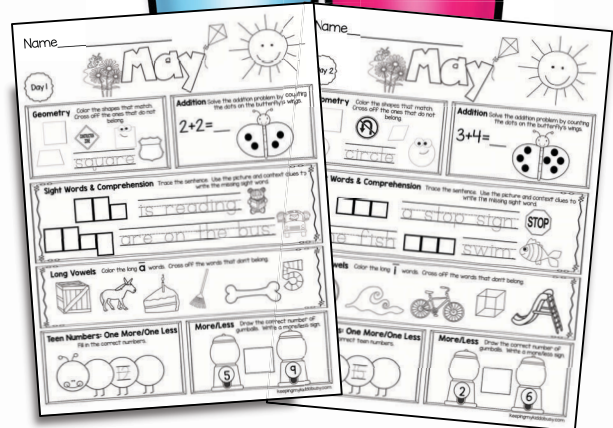 Name
May
Day 1
Geometry Color the shapes that match.
Cross off the ones that do not
belong.
square
Addition Solve the addition problem by counting
the dots on the butterfly's wings.
2+2=
Sight Words & Comprehension Trace the sentence. Use the picture and context clues to
write the missing sight word.
is reading
are on the bus
Long Vowels Color the long ā words. Cross off the words that don't belong.
Teen Numbers: One More/One Less
Fill in the correct numbers.
More/Less Draw the correct number of
gumballs. Write a more/less sign.
5
9
keepingmykiddobusy.com
Name
May
ay 2
ometry Color the shapes that match.
Cross off the ones that do not
belong.
circle
Addition Solve the addition problem by counting
the dots on the butterfly's wings.
3+4=
Words & Comprehension Trace the sentence. Use the picture and context clues to
write the missing sight word.
a stop sign
STOP
e fish
swim
wels Color the long ī words. Cross off the words that don't belong.
s: One More/One Less
rrect teen numbers.
More/Less Draw the correct number of
gumballs. Write a more/less sign.
2
6
keepingmykiddobusy.com